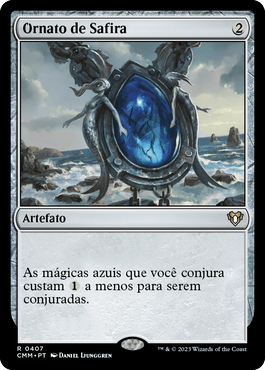 Ornato de Safira 2
Artefato
As mágicas azuis que você conjura
custam 1 a menos para serem
conjuradas.
R 0407
CMM • PT Daniel Ljunggren
™ & © 2023 Wizards of the Coast